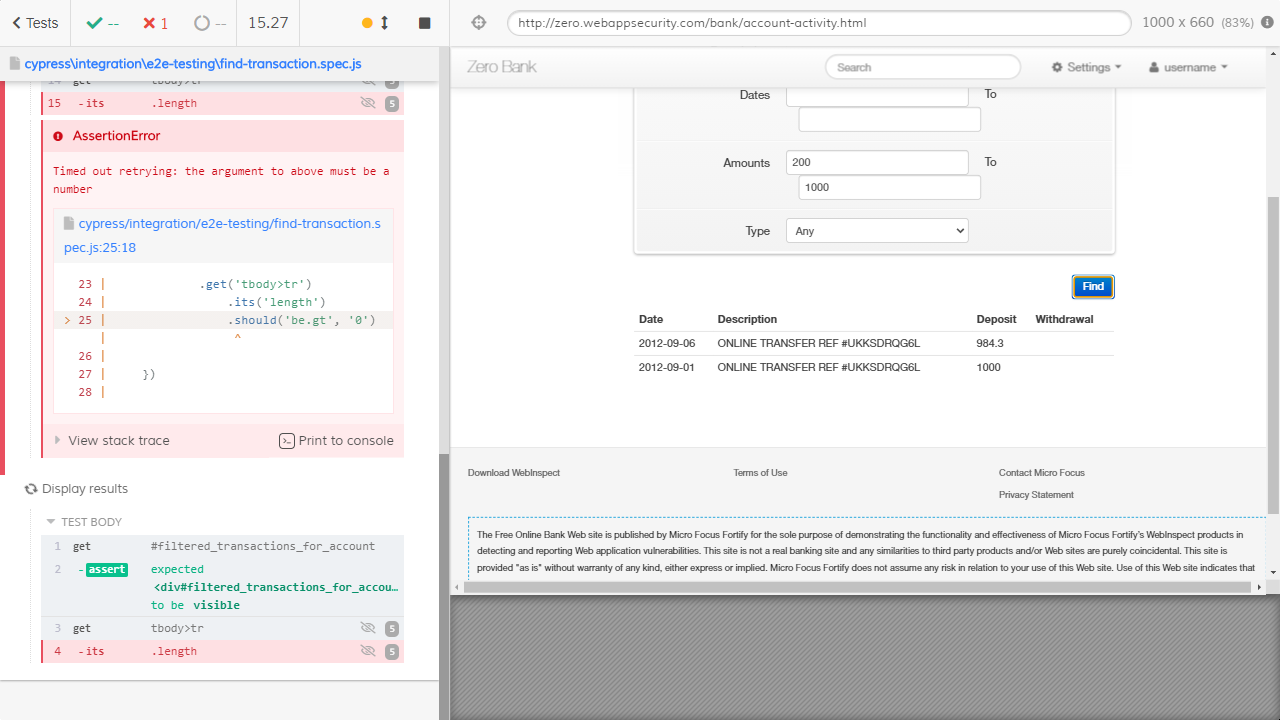 Tests -- 1 -- 15.27
http://zero.webappsecurity.com/bank/account-activity.html 1000 x 660 (83%)
cypress\integration\e2e-testing\find-transaction.spec.js
14 get tbody>tr 5
15 -its .length 5
AssertionError
Timed out retrying: the argument to above must be a
number
cypress/integration/e2e-testing/find-transaction.s
pec.js:25:18
23 | .get('tbody>tr')
24 | .its('length')
> 25 | .should('be.gt', '0')
| ^
26 |
27 | })
28 |
View stack trace Print to console
Display results
TEST BODY
1 get #filtered_transactions_for_account
2 -assert expected
<div#filtered_transactions_for_accou…
to be visible
3 get tbody>tr 5
4 -its .length 5
Zero Bank Search Settings username
Dates To
Amounts 200 To
1000
Type Any
Find
Date Description Deposit Withdrawal
2012-09-06 ONLINE TRANSFER REF #UKKSDRQG6L 984.3
2012-09-01 ONLINE TRANSFER REF #UKKSDRQG6L 1000
Download WebInspect Terms of Use Contact Micro Focus
Privacy Statement
The Free Online Bank Web site is published by Micro Focus Fortify for the sole purpose of demonstrating the functionality and effectiveness of Micro Focus Fortify's WebInspect products in
detecting and reporting Web application vulnerabilities. This site is not a real banking site and any similarities to third party products and/or Web sites are purely coincidental. This site is
provided "as is" without warranty of any kind, either express or implied. Micro Focus Fortify does not assume any risk in relation to your use of this Web site. Use of this Web site indicates that